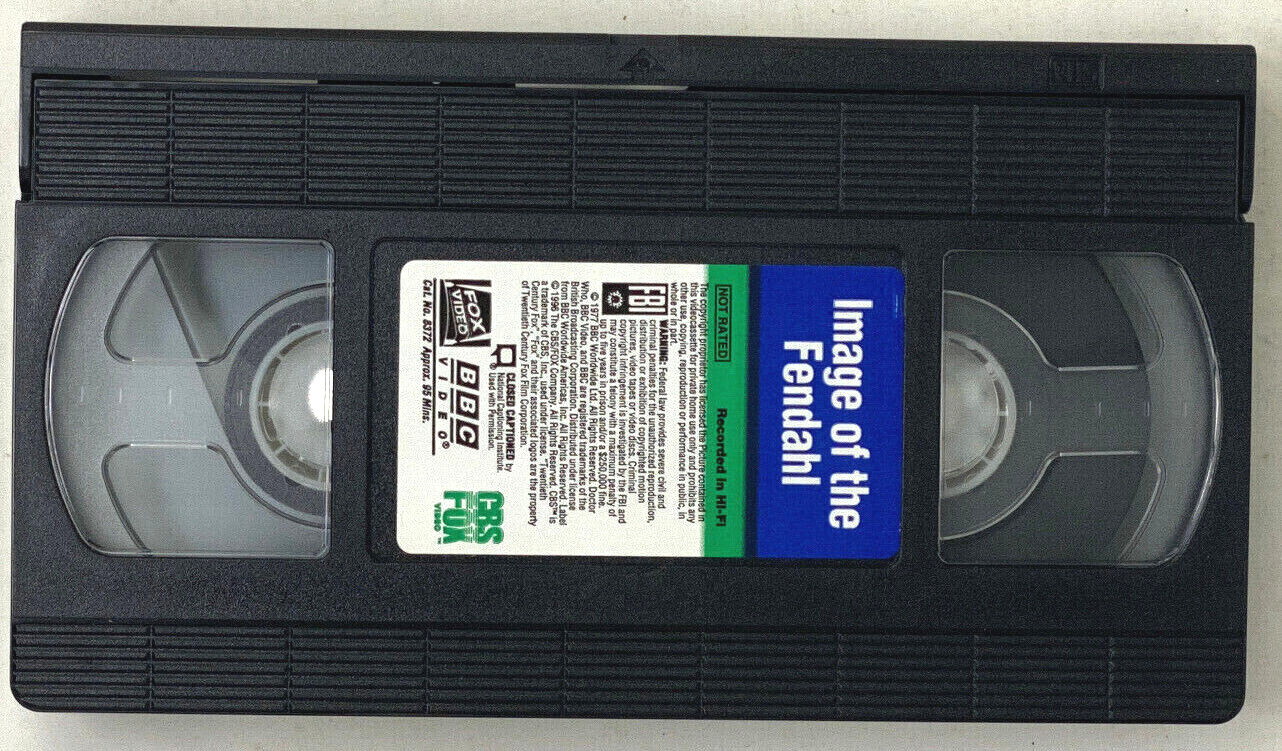 Image of the
Fendahl
NOT RATED
Recorded in HI-FI
The copyright proprietor has licensed the Picture contained in
this videocassette for private home use only and prohibits any
other use, copying, reproduction or performance in public, in
whole or in part.
FBI
WARNING: Federal law provides severe civil and
criminal penalties for the unauthorized reproduction,
distribution or exhibition of copyrighted motion
pictures, video tapes or video discs. Criminal
copyright infringement is investigated by the FBI and
may constitute a felony with a maximum penalty of
up to five years in prison and/or a $250,000 fine.
© 1977 BBC Worldwide Ltd. All Rights Reserved. Doctor
Who, BBC Video, and BBC are registered trademarks of the
British Broadcasting Corporation. Distributed under license
from BBC Worldwide Americas, Inc. All Rights Reserved. Label
© 1996 The CBS/FOX Company. All Rights Reserved. CBS™ is
a trademark of CBS, Inc., used under license. "Twentieth
Century Fox", "Fox" and their associated logos are the property
of Twentieth Century Fox Film Corporation.
CLOSED CAPTIONED by
National Captioning Institute.
® Used with Permission.
FOX
VIDEO
BBC
VIDEO®
CBS
FOX
VIDEO™
Cat. No. 8372 Approx. 95 Mins.